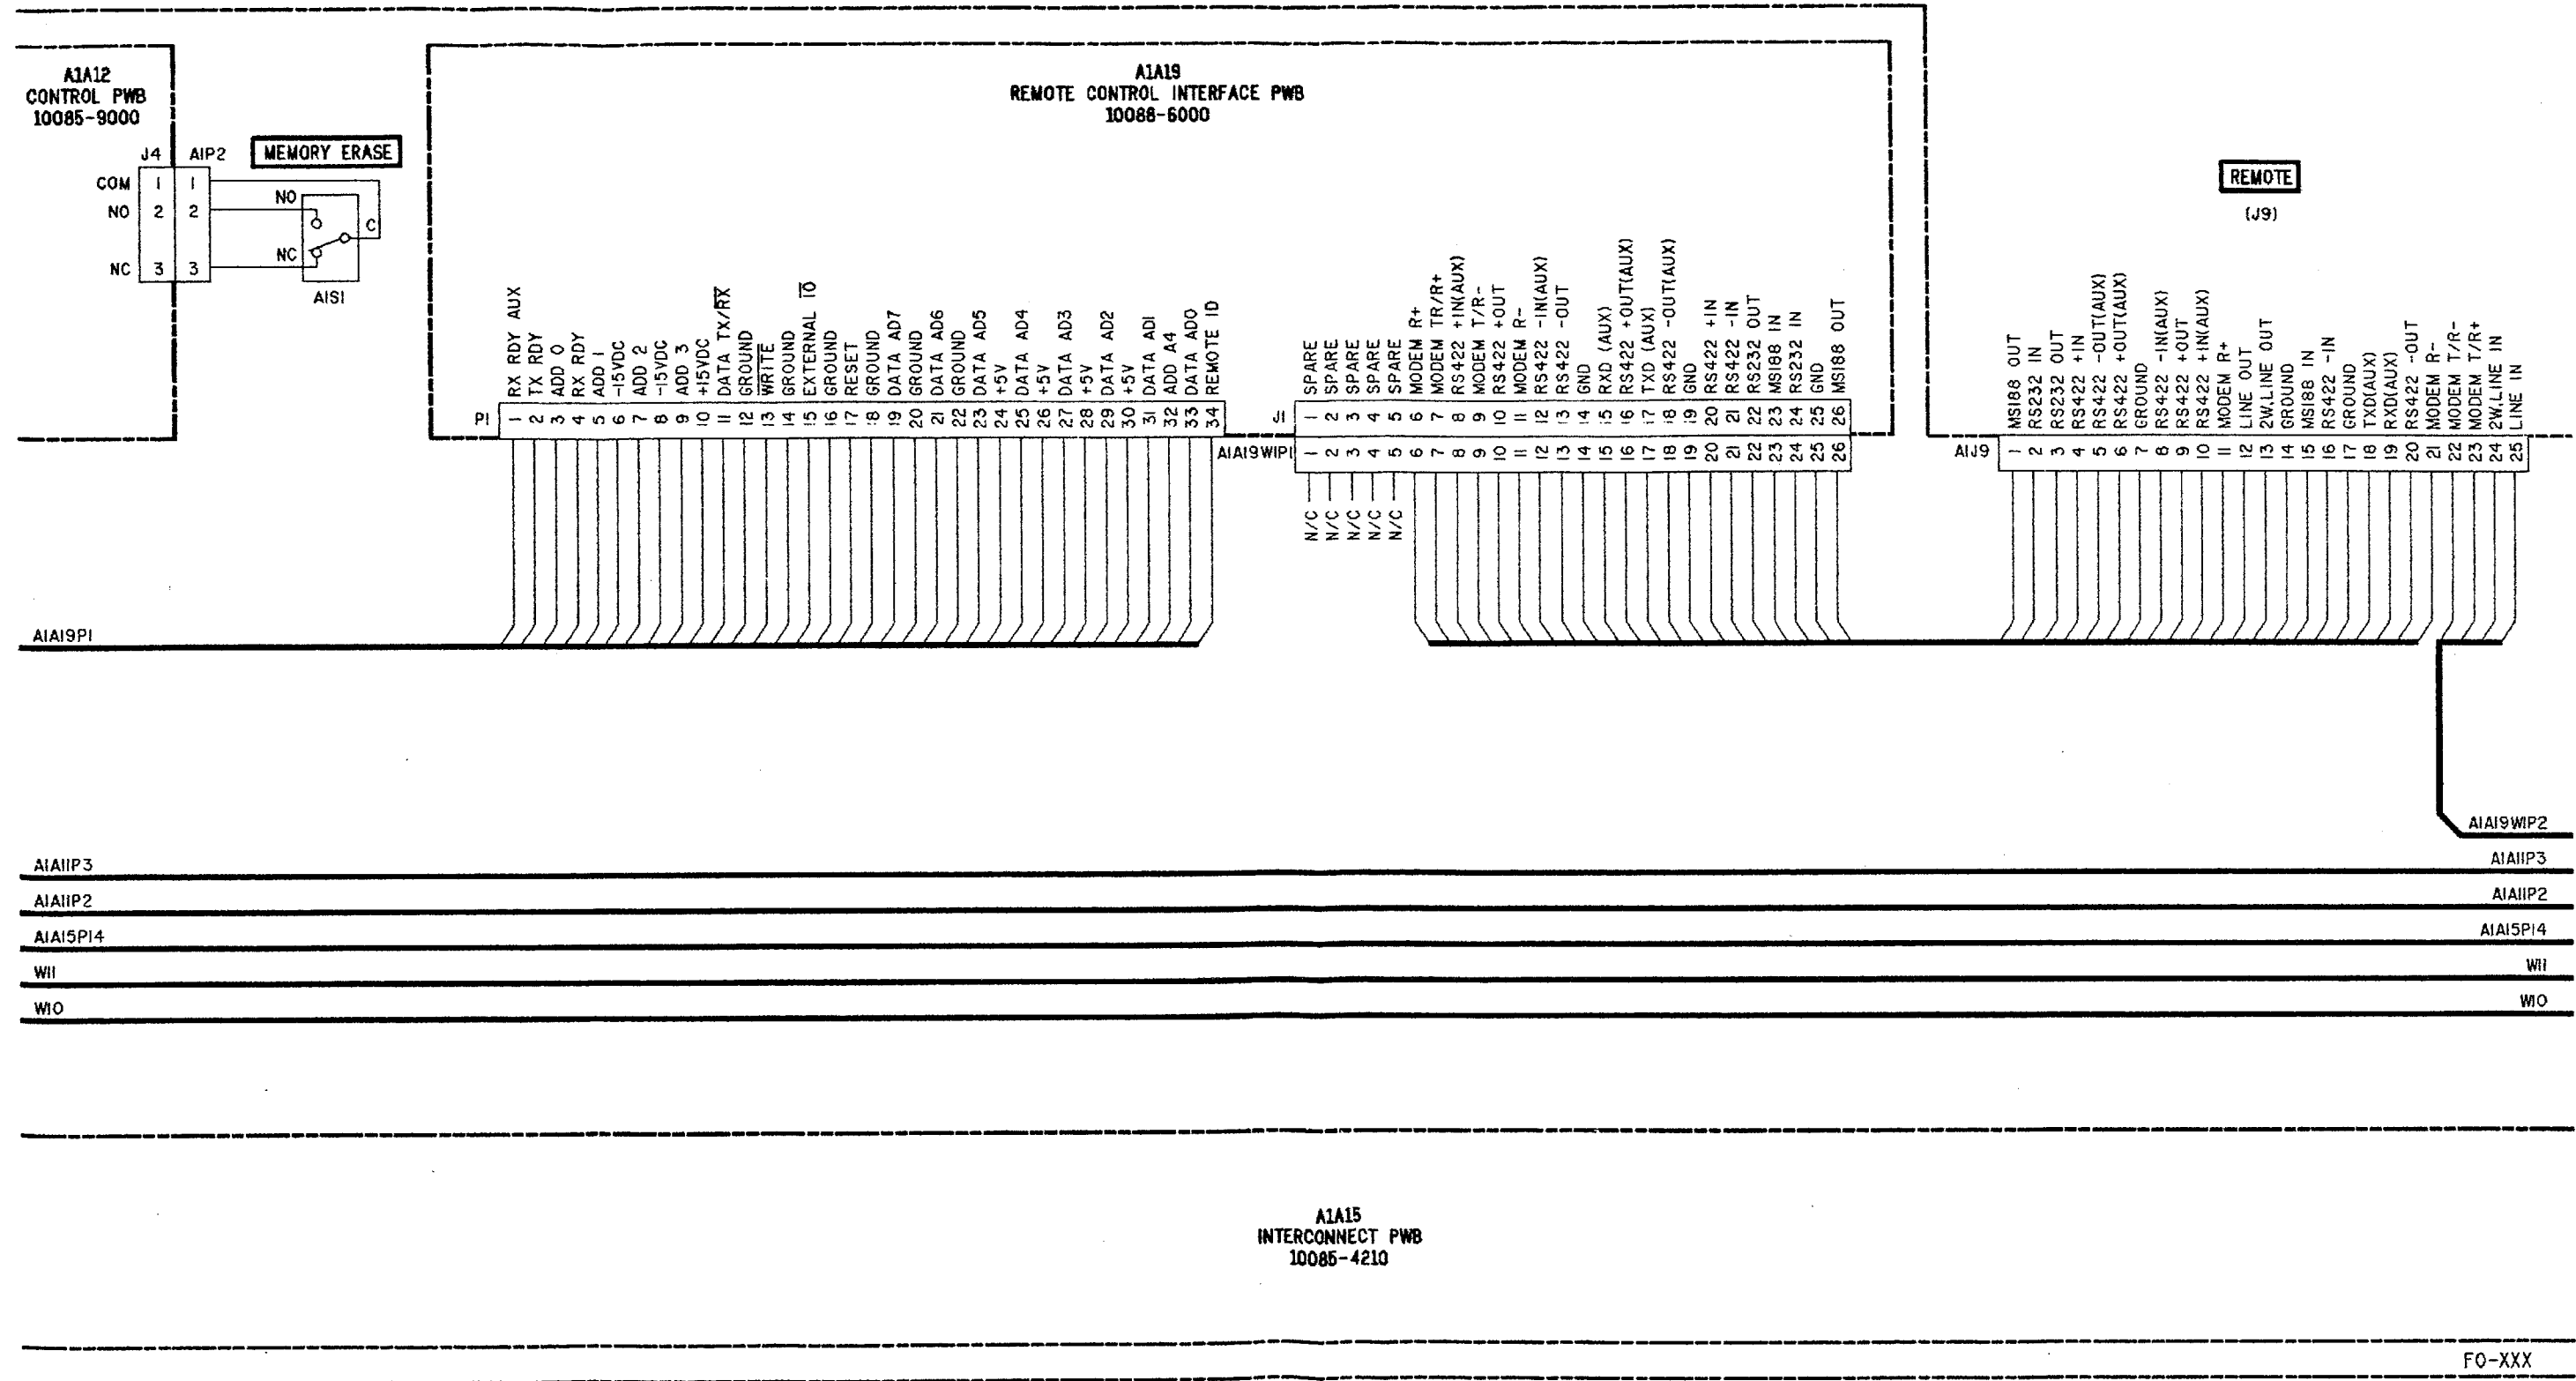 A1A12
CONTROL PWB
10085-9000
J4 A1P2
MEMORY ERASE
COM 1 1
NO 2 2
NC 3 3
NO
C
NC
A1S1
A1A19
REMOTE CONTROL INTERFACE PWB
10088-6000
P1
1 RX RDY AUX
2 TX RDY
3 ADD 0
4 RX RDY
5 ADD 1
6 -15VDC
7 ADD 2
8 -15VDC
9 ADD 3
10 +15VDC
11 DATA TX/RX
12 GROUND
13 WRITE
14 GROUND
15 EXTERNAL IO
16 GROUND
17 RESET
18 GROUND
19 DATA AD7
20 GROUND
21 DATA AD6
22 GROUND
23 DATA AD5
24 +5V
25 DATA AD4
26 +5V
27 DATA AD3
28 +5V
29 DATA AD2
30 +5V
31 DATA AD1
32 ADD A4
33 DATA AD0
34 REMOTE ID
J1
1 SPARE
2 SPARE
3 SPARE
4 SPARE
5 SPARE
6 MODEM R+
7 MODEM TR/R+
8 RS422 +IN(AUX)
9 MODEM T/R-
10 RS422 +OUT
11 MODEM R-
12 RS422 -IN(AUX)
13 RS422 -OUT
14 GND
15 RXD (AUX)
16 RS422 +OUT(AUX)
17 TXD (AUX)
18 RS422 -OUT(AUX)
19 GND
20 RS422 +IN
21 RS422 -IN
22 RS232 OUT
23 MS188 IN
24 RS232 IN
25 GND
26 MS188 OUT
A1A19W1P1
1 2 3 4 5 6 7 8 9 10 11 12 13 14 15 16 17 18 19 20 21 22 23 24 25 26
N/C N/C N/C N/C N/C
REMOTE
(J9)
A1J9
1 MS188 OUT
2 RS232 IN
3 RS232 OUT
4 RS422 +IN
5 RS422 -OUT(AUX)
6 RS422 +OUT(AUX)
7 GROUND
8 RS422 -IN(AUX)
9 RS422 +OUT
10 RS422 +IN(AUX)
11 MODEM R+
12 LINE OUT
13 2W.LINE OUT
14 GROUND
15 MS188 IN
16 RS422 -IN
17 GROUND
18 TXD(AUX)
19 RXD(AUX)
20 RS422 -OUT
21 MODEM R-
22 MODEM T/R-
23 MODEM T/R+
24 2W.LINE IN
25 LINE IN
A1A19P1
A1A19W1P2
A1A11P3 A1A11P3
A1A11P2 A1A11P2
A1A15P14 A1A15P14
W11 W11
W10 W10
A1A15
INTERCONNECT PWB
10085-4210
FO-XXX